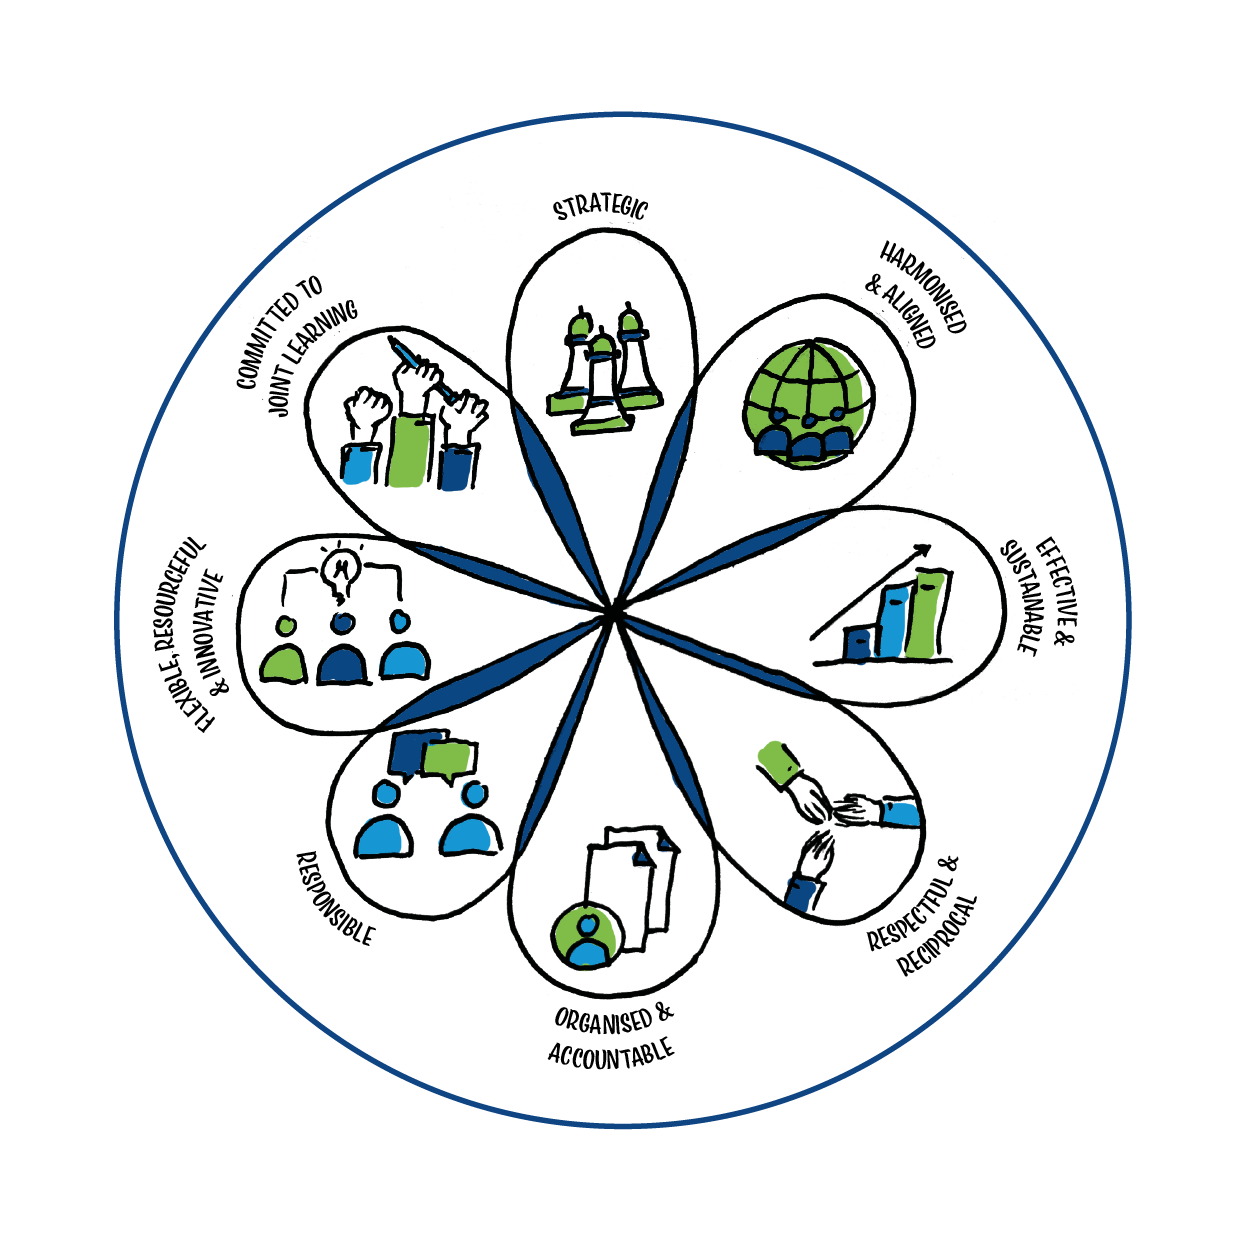 STRATEGIC
HARMONISED
& ALIGNED
EFFECTIVE &
SUSTAINABLE
RESPECTFUL &
RECIPROCAL
ORGANISED &
ACCOUNTABLE
RESPONSIBLE
FLEXIBLE, RESOURCEFUL
& INNOVATIVE
COMMITTED TO
JOINT LEARNING